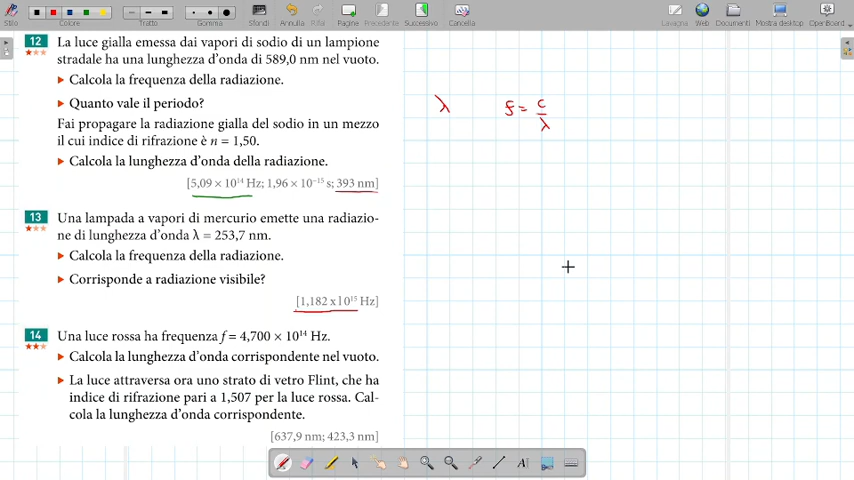 Stilo
Colore
Tratto
Gomma
Sfondi
Annulla
Rifai
Pagine
Precedente
Successivo
Cancella
Lavagna
Web
Documenti
Mostra desktop
OpenBoard
12
La luce gialla emessa dai vapori di sodio di un lampione
stradale ha una lunghezza d'onda di 589,0 nm nel vuoto.
▸ Calcola la frequenza della radiazione.
▸ Quanto vale il periodo?
Fai propagare la radiazione gialla del sodio in un mezzo
il cui indice di rifrazione è n = 1,50.
▸ Calcola la lunghezza d'onda della radiazione.
[5,09 × 10¹⁴ Hz; 1,96 × 10⁻¹⁵ s; 393 nm]
13
Una lampada a vapori di mercurio emette una radiazio-
ne di lunghezza d'onda λ = 253,7 nm.
▸ Calcola la frequenza della radiazione.
▸ Corrisponde a radiazione visibile?
[1,182 x10¹⁵ Hz]
14
Una luce rossa ha frequenza f = 4,700 × 10¹⁴ Hz.
▸ Calcola la lunghezza d'onda corrispondente nel vuoto.
▸ La luce attraversa ora uno strato di vetro Flint, che ha
indice di rifrazione pari a 1,507 per la luce rossa. Cal-
cola la lunghezza d'onda corrispondente.
[637,9 nm; 423,3 nm]
λ
f = c/λ